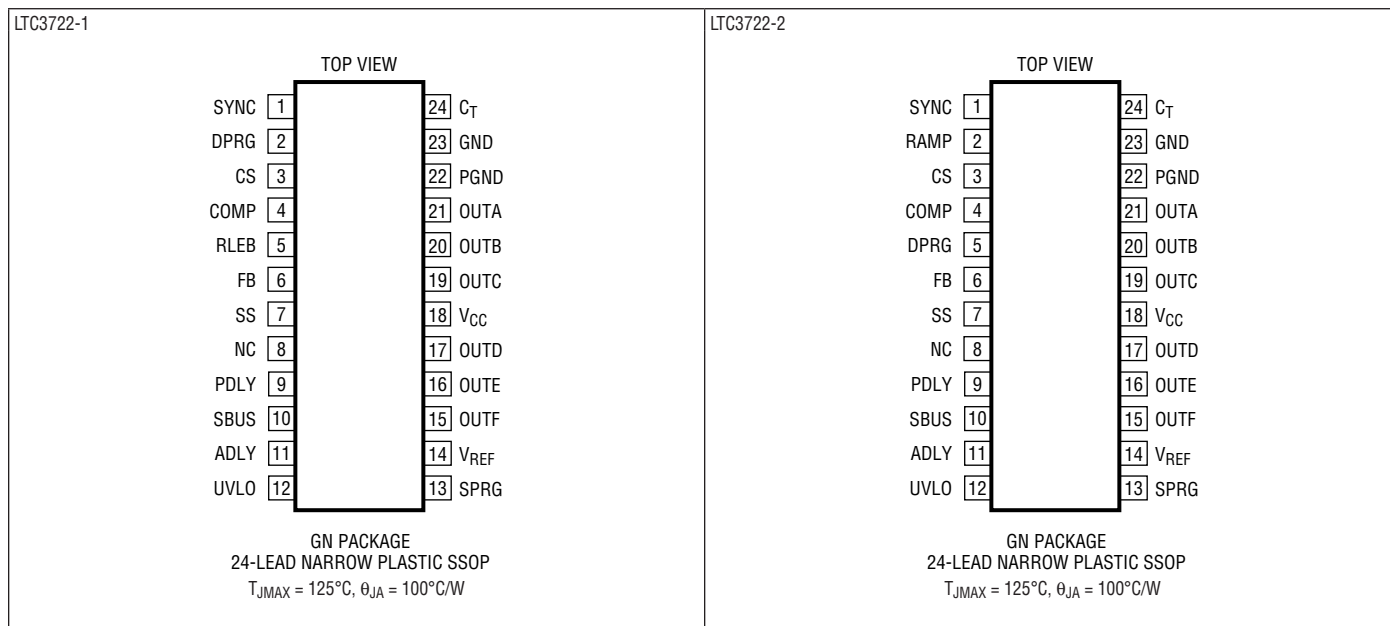 LTC3722-1
TOP VIEW
SYNC 1 24 CT
DPRG 2 23 GND
CS 3 22 PGND
COMP 4 21 OUTA
RLEB 5 20 OUTB
FB 6 19 OUTC
SS 7 18 VCC
NC 8 17 OUTD
PDLY 9 16 OUTE
SBUS 10 15 OUTF
ADLY 11 14 VREF
UVLO 12 13 SPRG
GN PACKAGE
24-LEAD NARROW PLASTIC SSOP
TJMAX = 125°C, θJA = 100°C/W
LTC3722-2
TOP VIEW
SYNC 1 24 CT
RAMP 2 23 GND
CS 3 22 PGND
COMP 4 21 OUTA
DPRG 5 20 OUTB
FB 6 19 OUTC
SS 7 18 VCC
NC 8 17 OUTD
PDLY 9 16 OUTE
SBUS 10 15 OUTF
ADLY 11 14 VREF
UVLO 12 13 SPRG
GN PACKAGE
24-LEAD NARROW PLASTIC SSOP
TJMAX = 125°C, θJA = 100°C/W